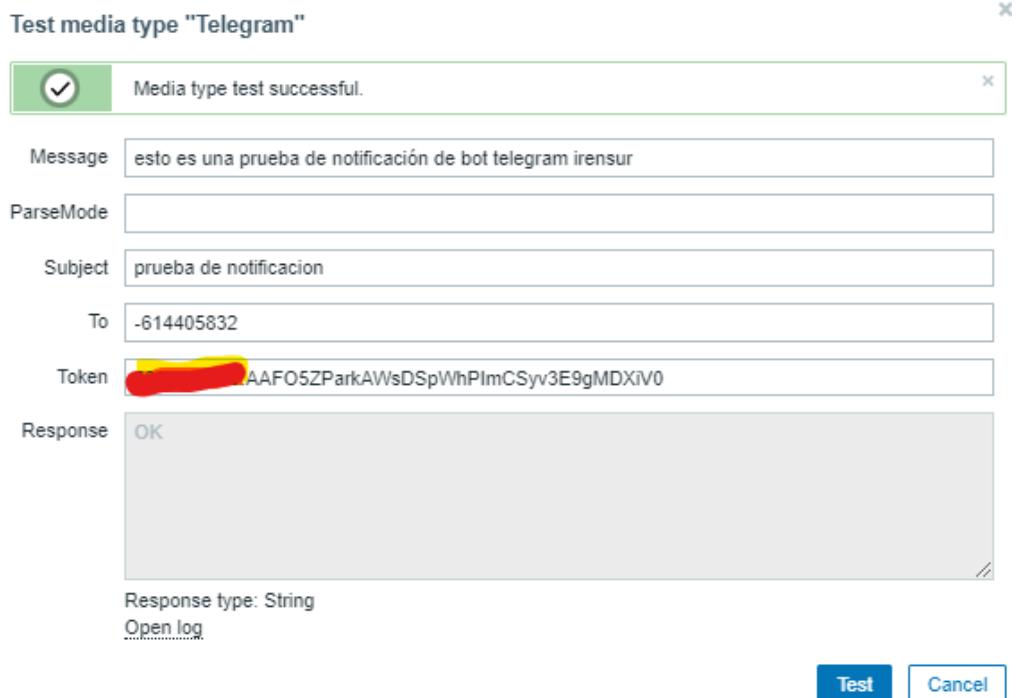 Test media type "Telegram"
Media type test successful.
Message esto es una prueba de notificación de bot telegram irensur
ParseMode
Subject prueba de notificacion
To -614405832
Token AAFO5ZParkAWsDSpWhPImCSyv3E9gMDXiV0
Response OK
Response type: String
Open log
Test Cancel